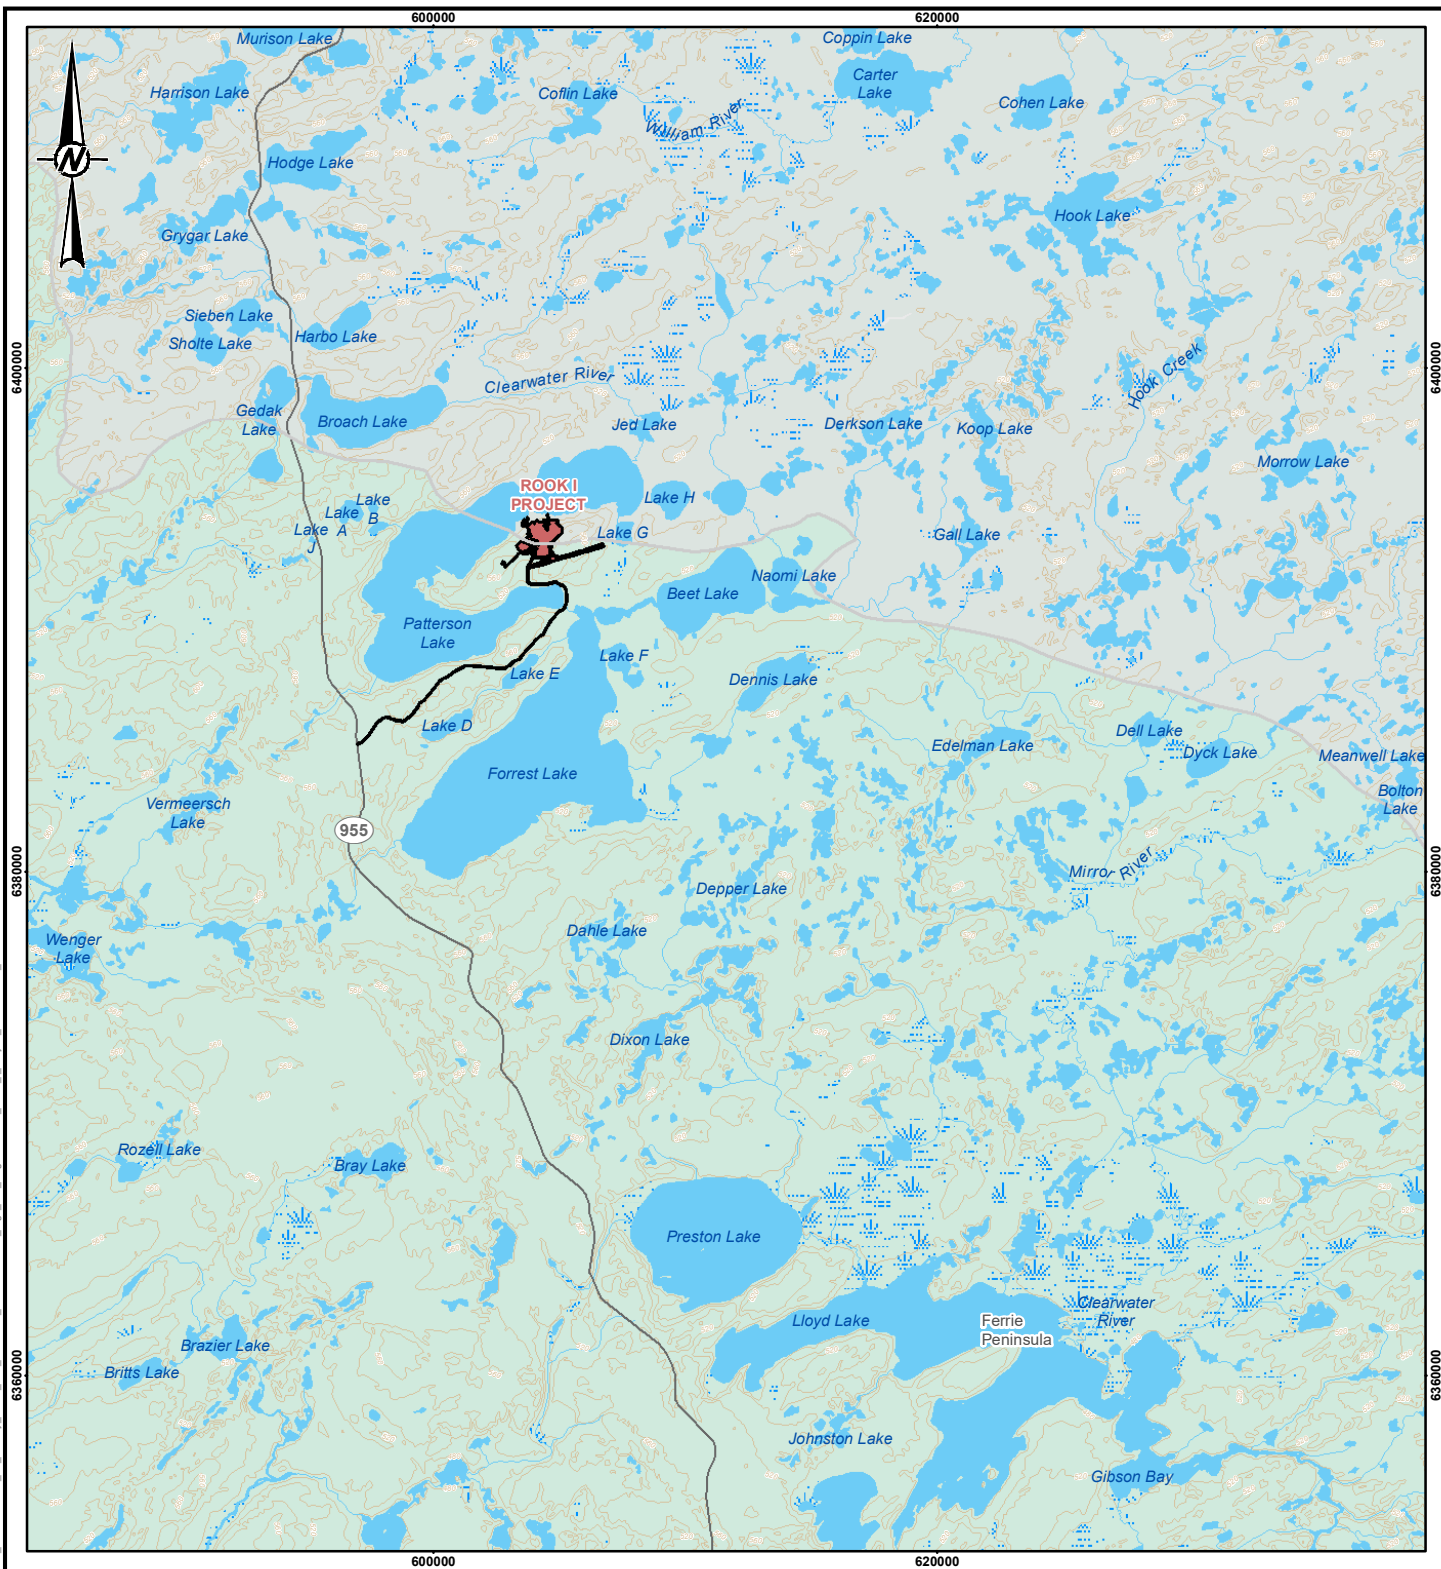 600000
620000
Murison Lake
Coppin Lake
Harrison Lake
Coflin Lake
Carter
Lake
Cohen Lake
William River
N
Hodge Lake
Hook Lake
Grygar Lake
Sieben Lake
Sholte Lake
Harbo Lake
6400000
6400000
Clearwater River
Hook Creek
Gedak
Lake
Broach Lake
Jed Lake
Derkson Lake
Koop Lake
Morrow Lake
ROOK I
PROJECT
Lake H
Lake
B
Lake
A
Lake
J
Lake G
Gall Lake
Naomi Lake
Beet Lake
Patterson
Lake
Lake F
Lake E
Dennis Lake
Lake D
Edelman Lake
Dell Lake
Dyck Lake
Meanwell Lake
Forrest Lake
Bolton
Lake
Vermeersch
Lake
955
6380000
6380000
Mirror River
Depper Lake
Dahle Lake
Wenger
Lake
Dixon Lake
Rozell Lake
Bray Lake
Preston Lake
Clearwater
River
Lloyd Lake
Ferrie
Peninsula
Brazier Lake
Britts Lake
6360000
6360000
Johnston Lake
Gibson Bay
600000
620000